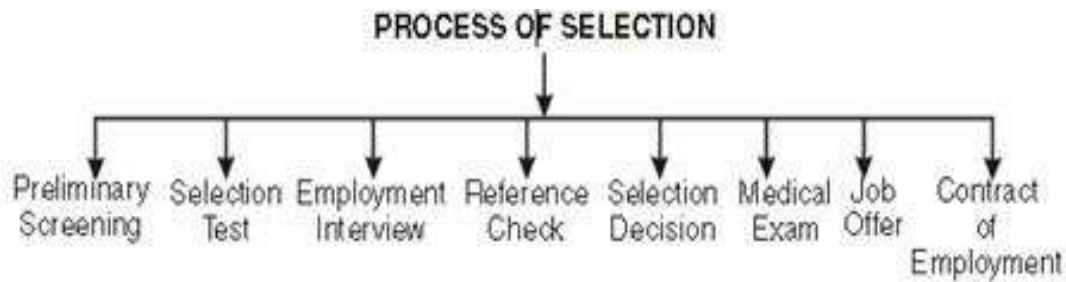 PROCESS OF SELECTION
Preliminary
Screening
Selection
Test
Employment
Interview
Reference
Check
Selection
Decision
Medical
Exam
Job
Offer
Contract
of
Employment